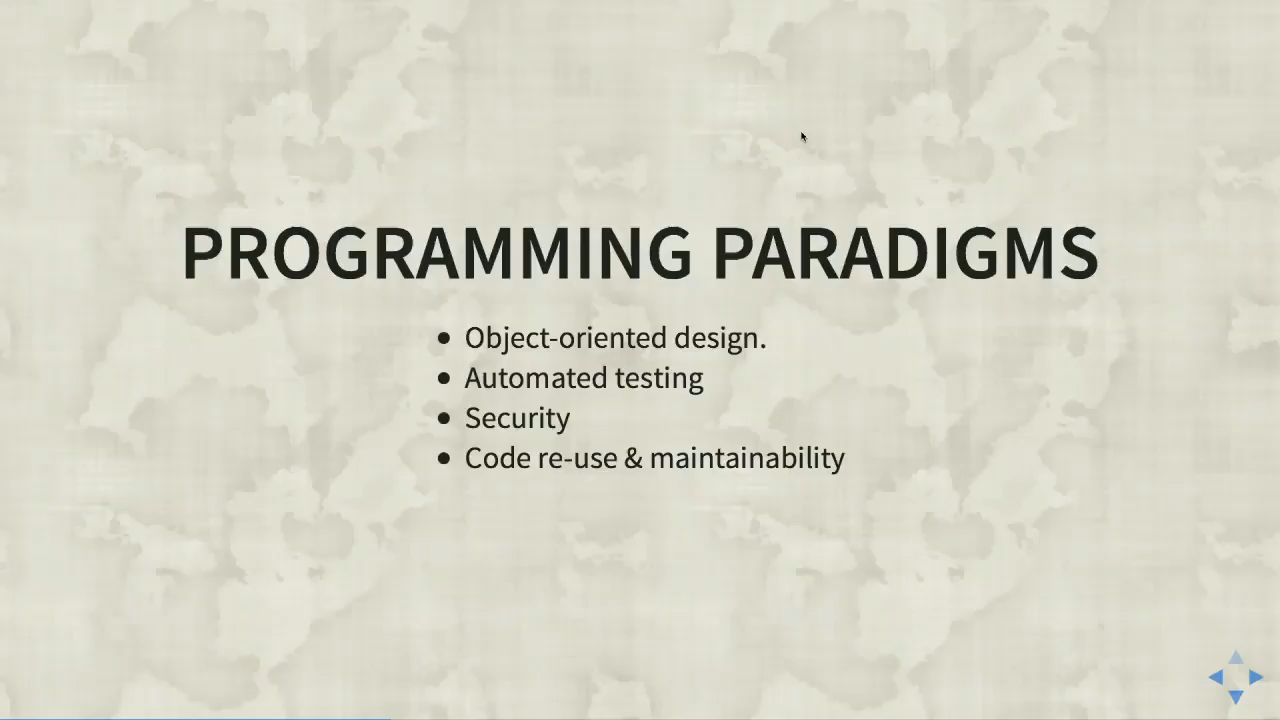 PROGRAMMING PARADIGMS
Object-oriented design.
Automated testing
Security
Code re-use & maintainability